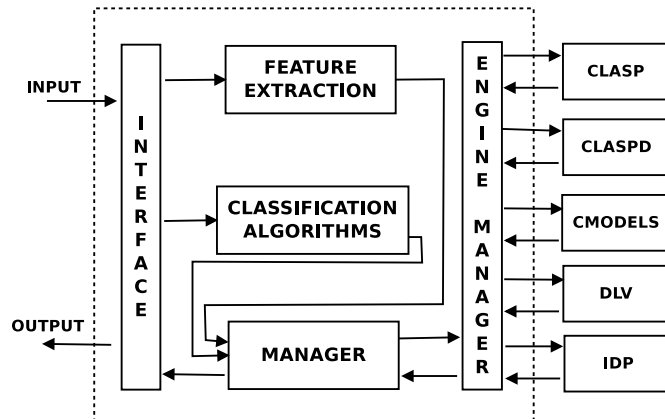 INPUT
INTERFACE
FEATURE
EXTRACTION
CLASSIFICATION
ALGORITHMS
MANAGER
ENGINE MANAGER
CLASP
CLASPD
CMODELS
DLV
IDP
OUTPUT